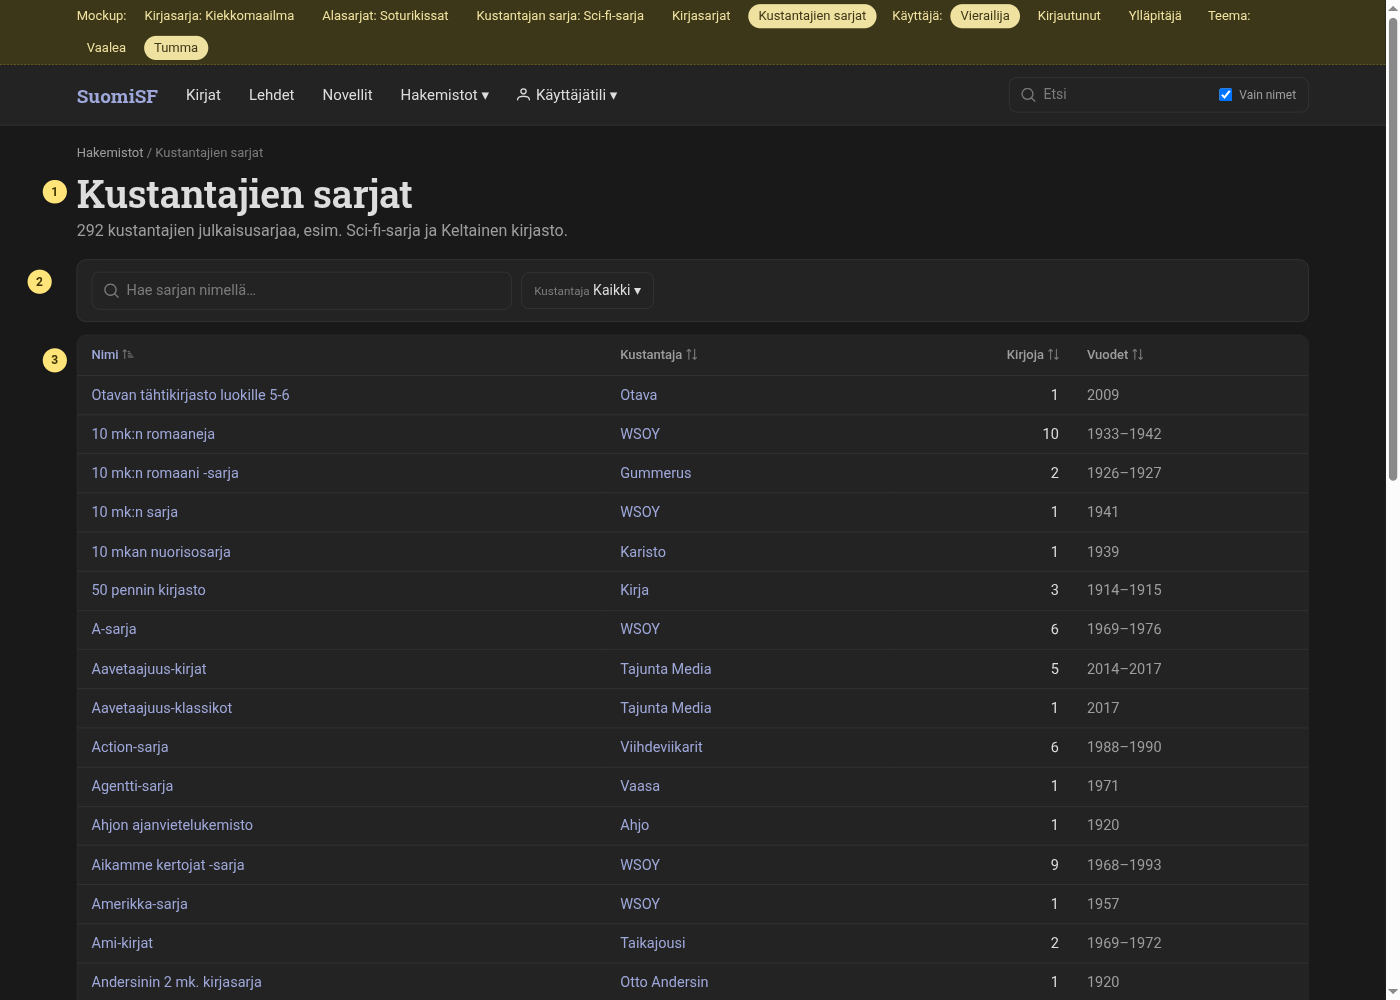 Mockup: Kirjasarja: Kiekkomaailma Alasarjat: Soturikissat Kustantajan sarja: Sci-fi-sarja Kirjasarjat Kustantajien sarjat Käyttäjä: Vierailija Kirjautunut Ylläpitäjä Teema:
Vaalea Tumma
SuomiSF Kirjat Lehdet Novellit Hakemistot ▾ Käyttäjätili ▾ Etsi Vain nimet
Hakemistot / Kustantajien sarjat
1 Kustantajien sarjat
292 kustantajien julkaisusarjaa, esim. Sci-fi-sarja ja Keltainen kirjasto.
2 Hae sarjan nimellä... Kustantaja Kaikki ▾
3 Nimi Kustantaja Kirjoja Vuodet
Otavan tähtikirjasto luokille 5-6 Otava 1 2009
10 mk:n romaaneja WSOY 10 1933–1942
10 mk:n romaani -sarja Gummerus 2 1926–1927
10 mk:n sarja WSOY 1 1941
10 mkan nuorisosarja Karisto 1 1939
50 pennin kirjasto Kirja 3 1914–1915
A-sarja WSOY 6 1969–1976
Aavetaajuus-kirjat Tajunta Media 5 2014–2017
Aavetaajuus-klassikot Tajunta Media 1 2017
Action-sarja Viihdeviikarit 6 1988–1990
Agentti-sarja Vaasa 1 1971
Ahjon ajanvietelukemisto Ahjo 1 1920
Aikamme kertojat -sarja WSOY 9 1968–1993
Amerikka-sarja WSOY 1 1957
Ami-kirjat Taikajousi 2 1969–1972
Andersinin 2 mk. kirjasarja Otto Andersin 1 1920